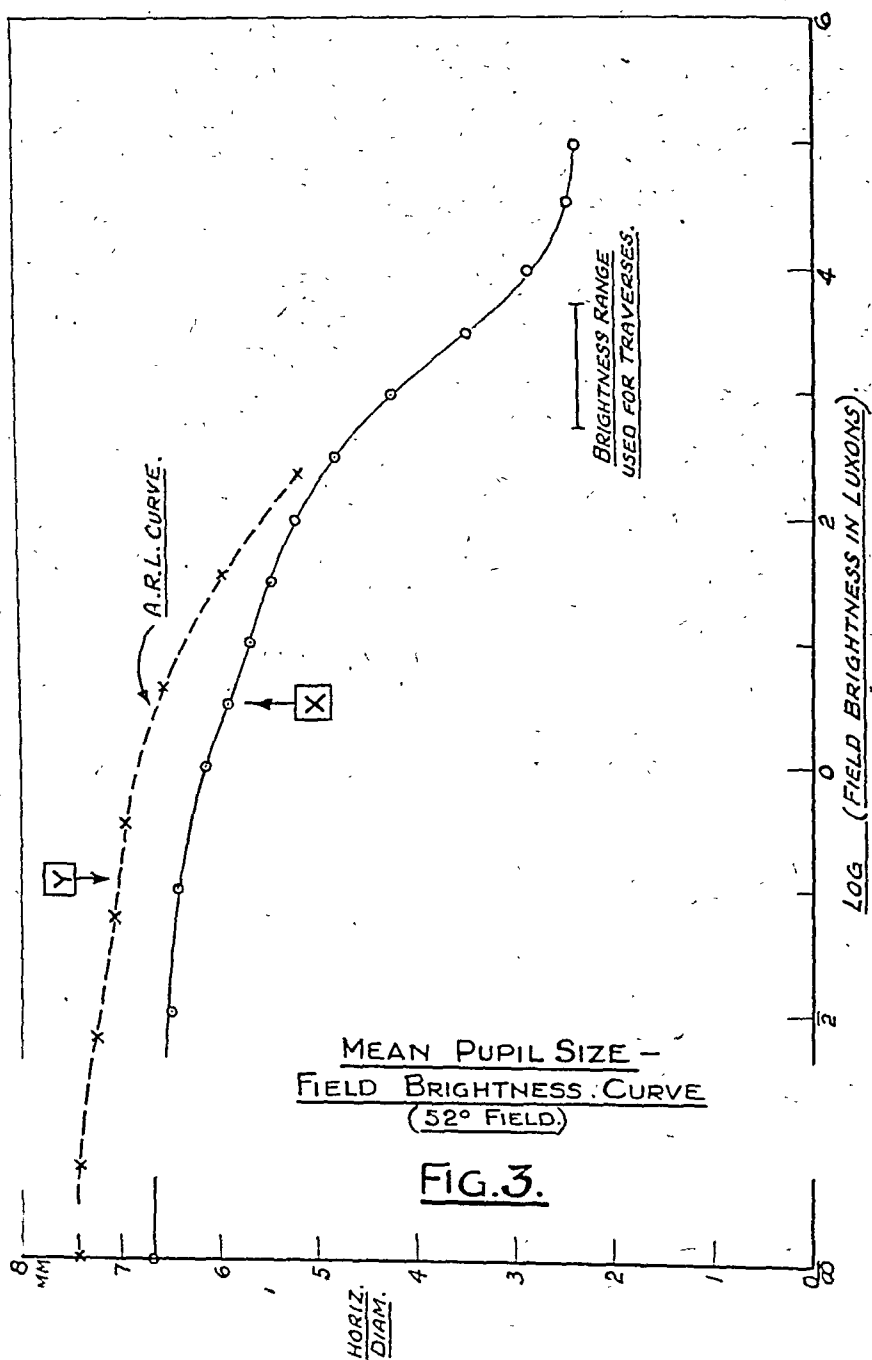 8
MM
7
6
5
4
3
2
1
0
HORIZ.
DIAM.
∞̄
2̄
0
2
4
6
LOG (FIELD BRIGHTNESS IN LUXONS).
A.R.L. CURVE.
Y
X
BRIGHTNESS RANGE
USED FOR TRAVERSES.
MEAN PUPIL SIZE –
FIELD BRIGHTNESS CURVE
(52° FIELD.)
FIG.3.